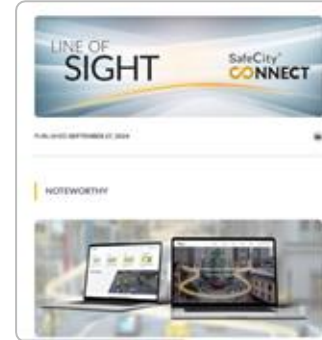 LINE OF
SIGHT
SafeCity®
CONNECT
PUBLISHED SEPTEMBER 27, 2024
NOTEWORTHY